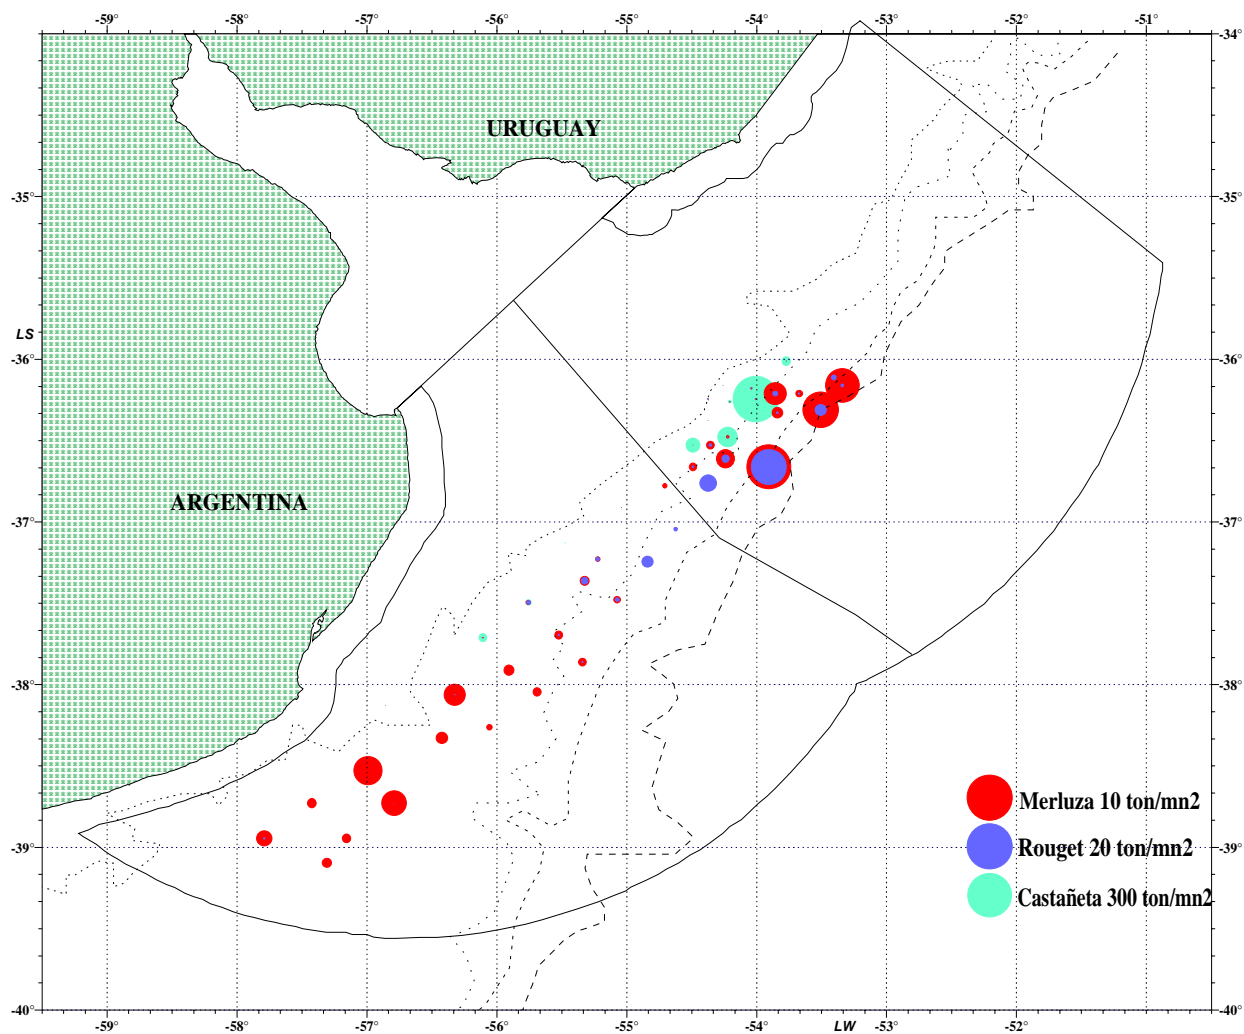 -59° -58° -57° -56° -55° -54° -53° -52° -51°
-34° -34°
URUGUAY
-35° -35°
LS
-36° -36°
ARGENTINA
-37° -37°
-38° -38°
Merluza 10 ton/mn2
Rouget 20 ton/mn2
-39° -39°
Castañeta 300 ton/mn2
-40° -40°
-59° -58° -57° -56° -55° -54° LW -53° -52° -51°